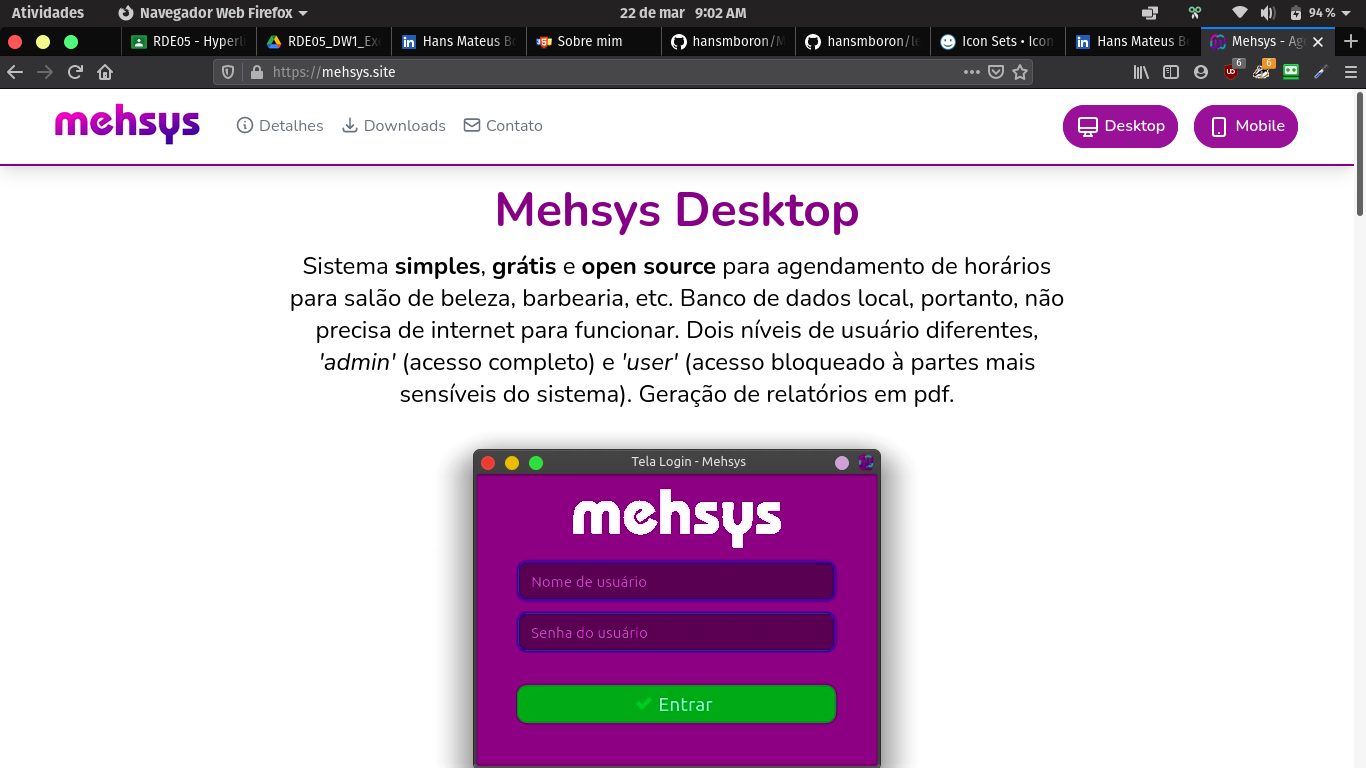 Atividades
Navegador Web Firefox
22 de mar 9:02 AM
94 %
RDE05 - Hyperl
RDE05_DW1_Exe
Hans Mateus Bo
Sobre mim
hansmboron/M
hansmboron/le
Icon Sets • Icon
Hans Mateus Bo
Mehsys - Age
https://mehsys.site
6
6
mehsys
Detalhes
Downloads
Contato
Desktop
Mobile
Mehsys Desktop
Sistema simples, grátis e open source para agendamento de horários
para salão de beleza, barbearia, etc. Banco de dados local, portanto, não
precisa de internet para funcionar. Dois níveis de usuário diferentes,
'admin' (acesso completo) e 'user' (acesso bloqueado à partes mais
sensíveis do sistema). Geração de relatórios em pdf.
Tela Login - Mehsys
mehsys
Nome de usuário
Senha do usuário
Entrar